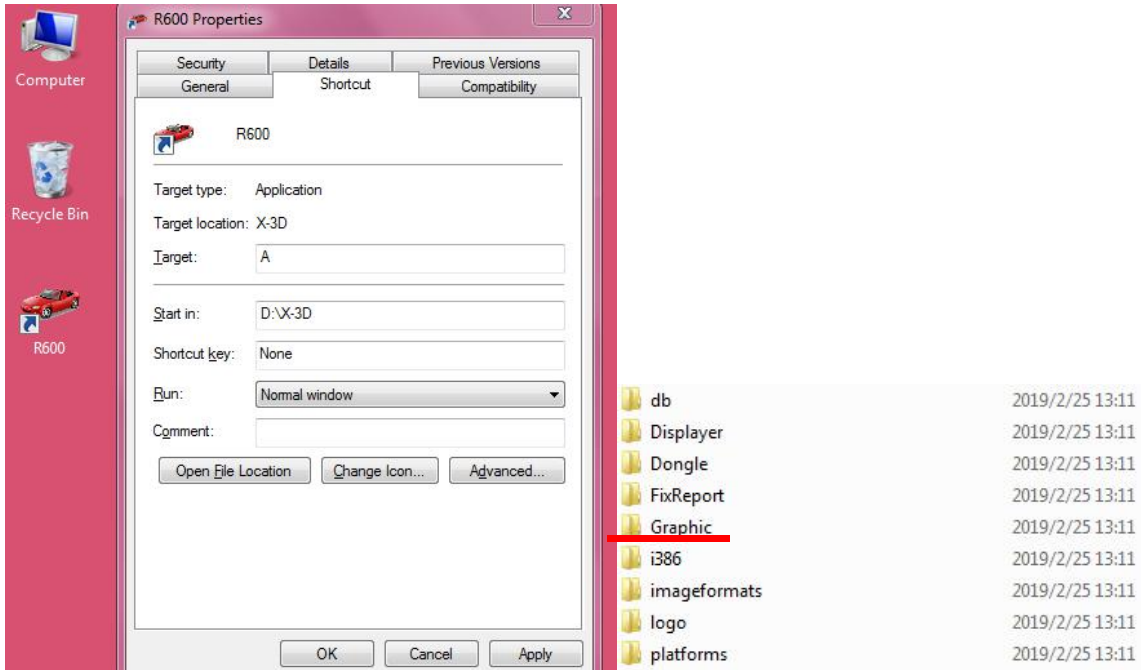 Computer
Recycle Bin
R600
R600 Properties
Security Details Previous Versions
General Shortcut Compatibility
R600
Target type: Application
Target location: X-3D
Target: A
Start in: D:\X-3D
Shortcut key: None
Run: Normal window
Comment:
Open File Location Change Icon... Advanced...
OK Cancel Apply
db 2019/2/25 13:11
Displayer 2019/2/25 13:11
Dongle 2019/2/25 13:11
FixReport 2019/2/25 13:11
Graphic 2019/2/25 13:11
i386 2019/2/25 13:11
imageformats 2019/2/25 13:11
logo 2019/2/25 13:11
platforms 2019/2/25 13:11